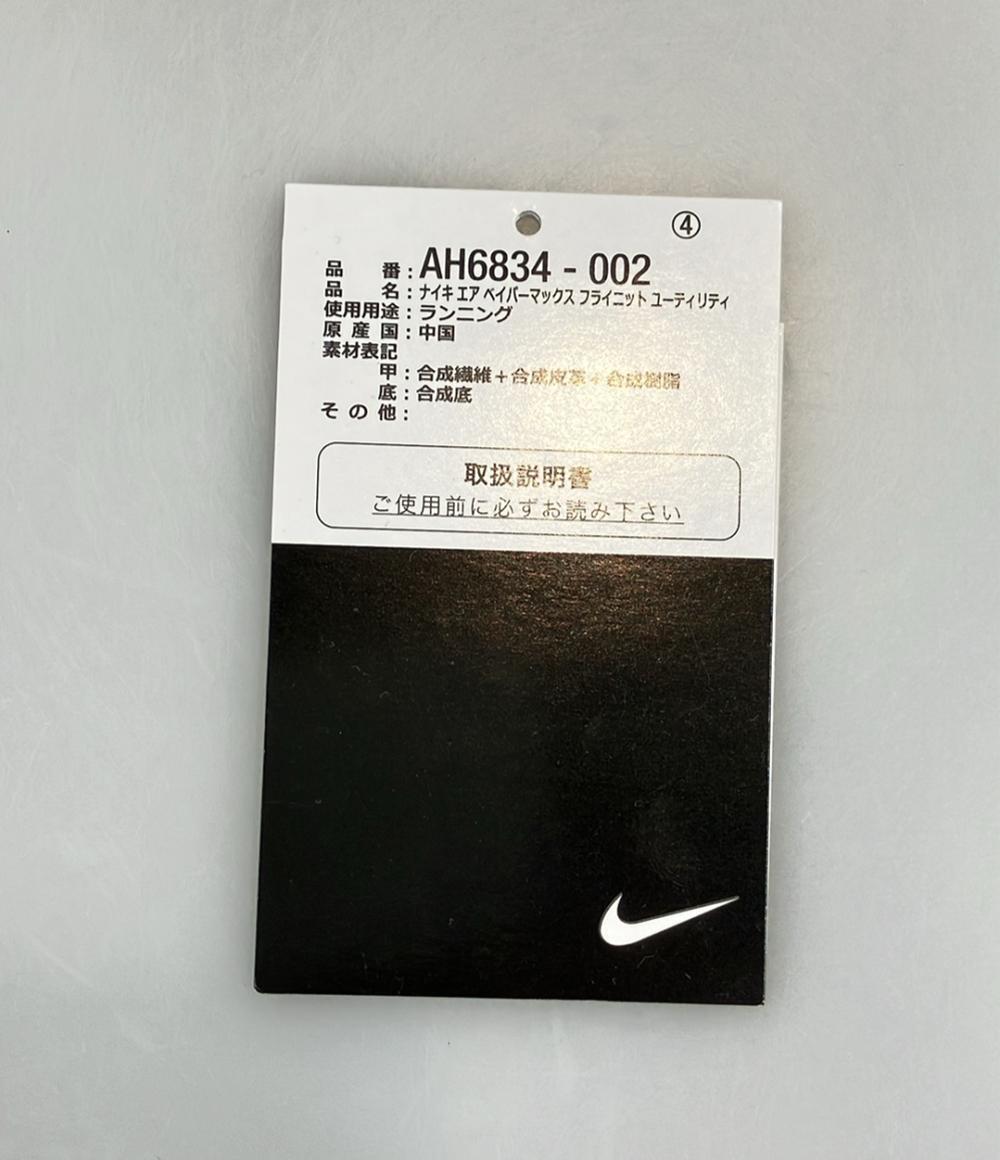 ④
品番：AH6834 - 002
品名：ナイキ エア ベイパーマックス フライニット ユーティリティ
使用用途：ランニング
原産国：中国
素材表記
甲：合成繊維＋合成皮革＋合成樹脂
底：合成底
その他：
取扱説明書
ご使用前に必ずお読み下さい